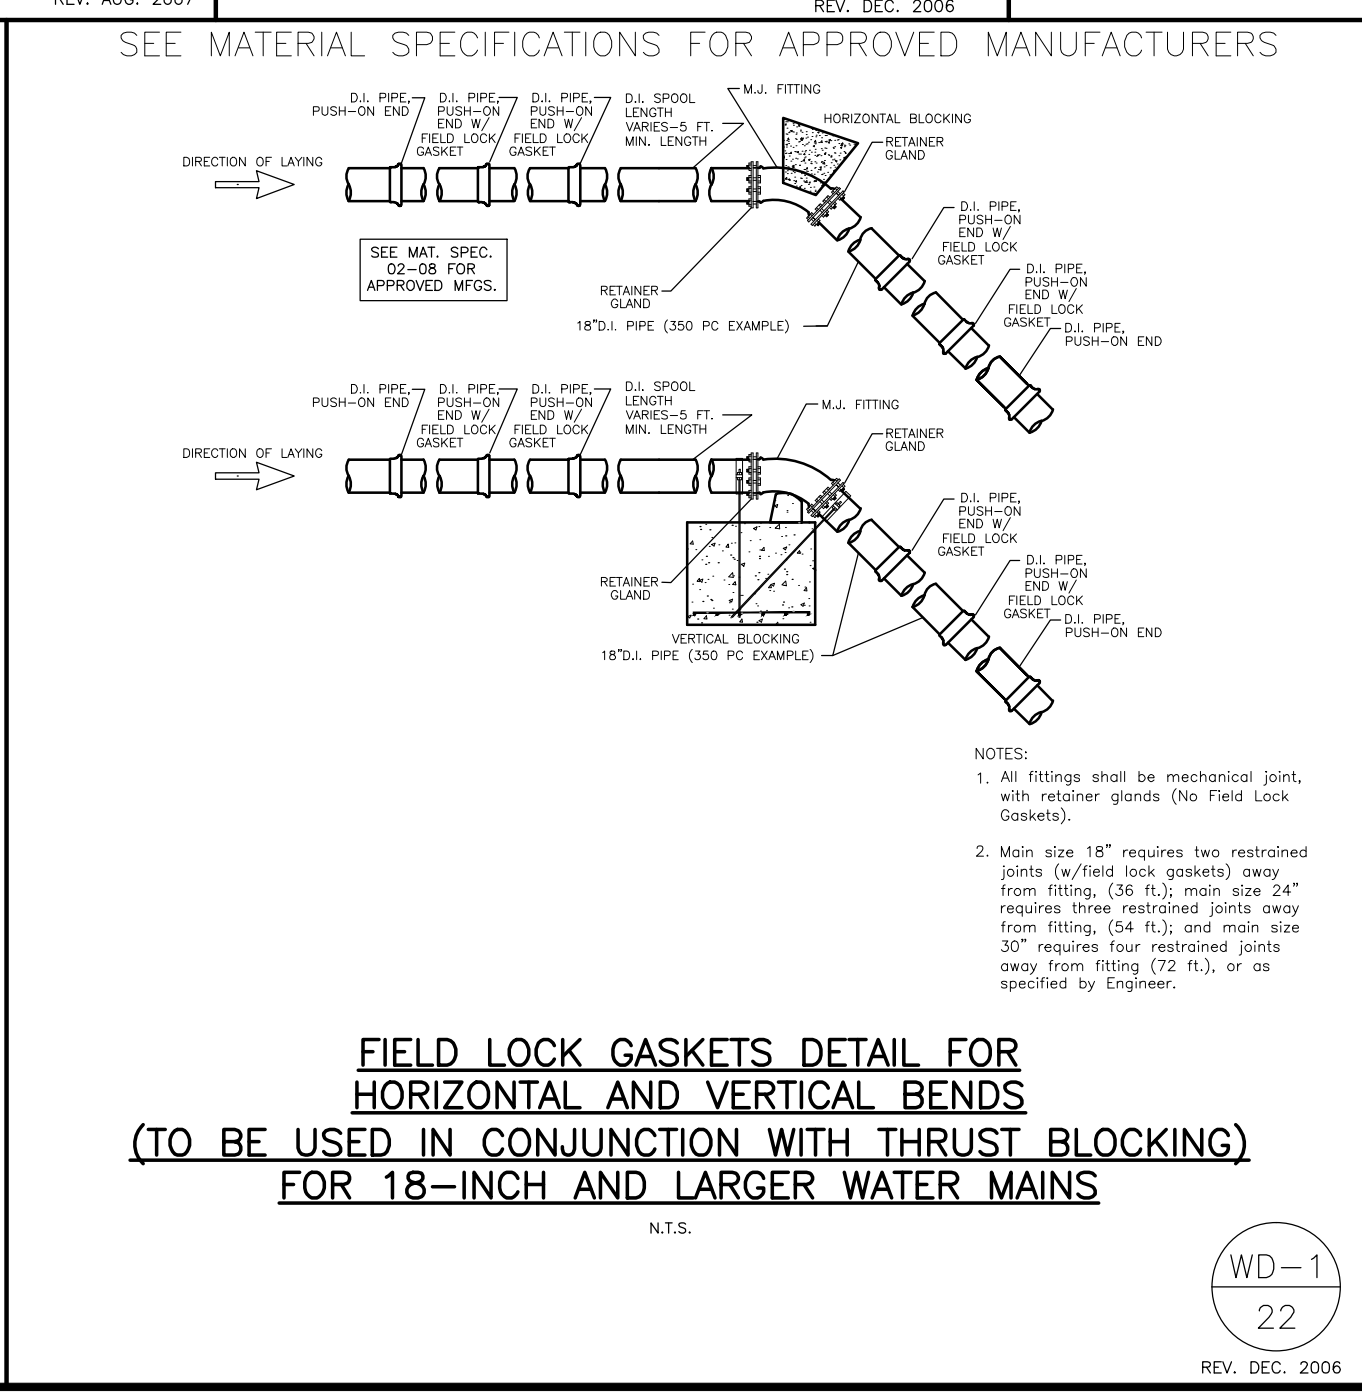 REV. AUG. 2007
REV. DEC. 2006
SEE MATERIAL SPECIFICATIONS FOR APPROVED MANUFACTURERS
D.I. PIPE,
PUSH-ON END
D.I. PIPE,
PUSH-ON
END W/
FIELD LOCK
GASKET
D.I. PIPE,
PUSH-ON
END W/
FIELD LOCK
GASKET
D.I. SPOOL
LENGTH
VARIES-5 FT.
MIN. LENGTH
M.J. FITTING
HORIZONTAL BLOCKING
RETAINER
GLAND
DIRECTION OF LAYING
D.I. PIPE,
PUSH-ON
END W/
FIELD LOCK
GASKET
SEE MAT. SPEC.
02-08 FOR
APPROVED MFGS.
D.I. PIPE,
PUSH-ON
END W/
FIELD LOCK
GASKET
RETAINER
GLAND
18"D.I. PIPE (350 PC EXAMPLE)
D.I. PIPE,
PUSH-ON END
D.I. PIPE,
PUSH-ON END
D.I. PIPE,
PUSH-ON
END W/
FIELD LOCK
GASKET
D.I. PIPE,
PUSH-ON
END W/
FIELD LOCK
GASKET
D.I. SPOOL
LENGTH
VARIES-5 FT.
MIN. LENGTH
M.J. FITTING
RETAINER
GLAND
DIRECTION OF LAYING
D.I. PIPE,
PUSH-ON
END W/
FIELD LOCK
GASKET
D.I. PIPE,
PUSH-ON
END W/
FIELD LOCK
GASKET
RETAINER
GLAND
D.I. PIPE,
PUSH-ON END
VERTICAL BLOCKING
18"D.I. PIPE (350 PC EXAMPLE)
NOTES:
1. All fittings shall be mechanical joint,
with retainer glands (No Field Lock
Gaskets).
2. Main size 18" requires two restrained
joints (w/field lock gaskets) away
from fitting, (36 ft.); main size 24"
requires three restrained joints away
from fitting, (54 ft.); and main size
30" requires four restrained joints
away from fitting (72 ft.), or as
specified by Engineer.
FIELD LOCK GASKETS DETAIL FOR
HORIZONTAL AND VERTICAL BENDS
(TO BE USED IN CONJUNCTION WITH THRUST BLOCKING)
FOR 18-INCH AND LARGER WATER MAINS
N.T.S.
WD-1
22
REV. DEC. 2006